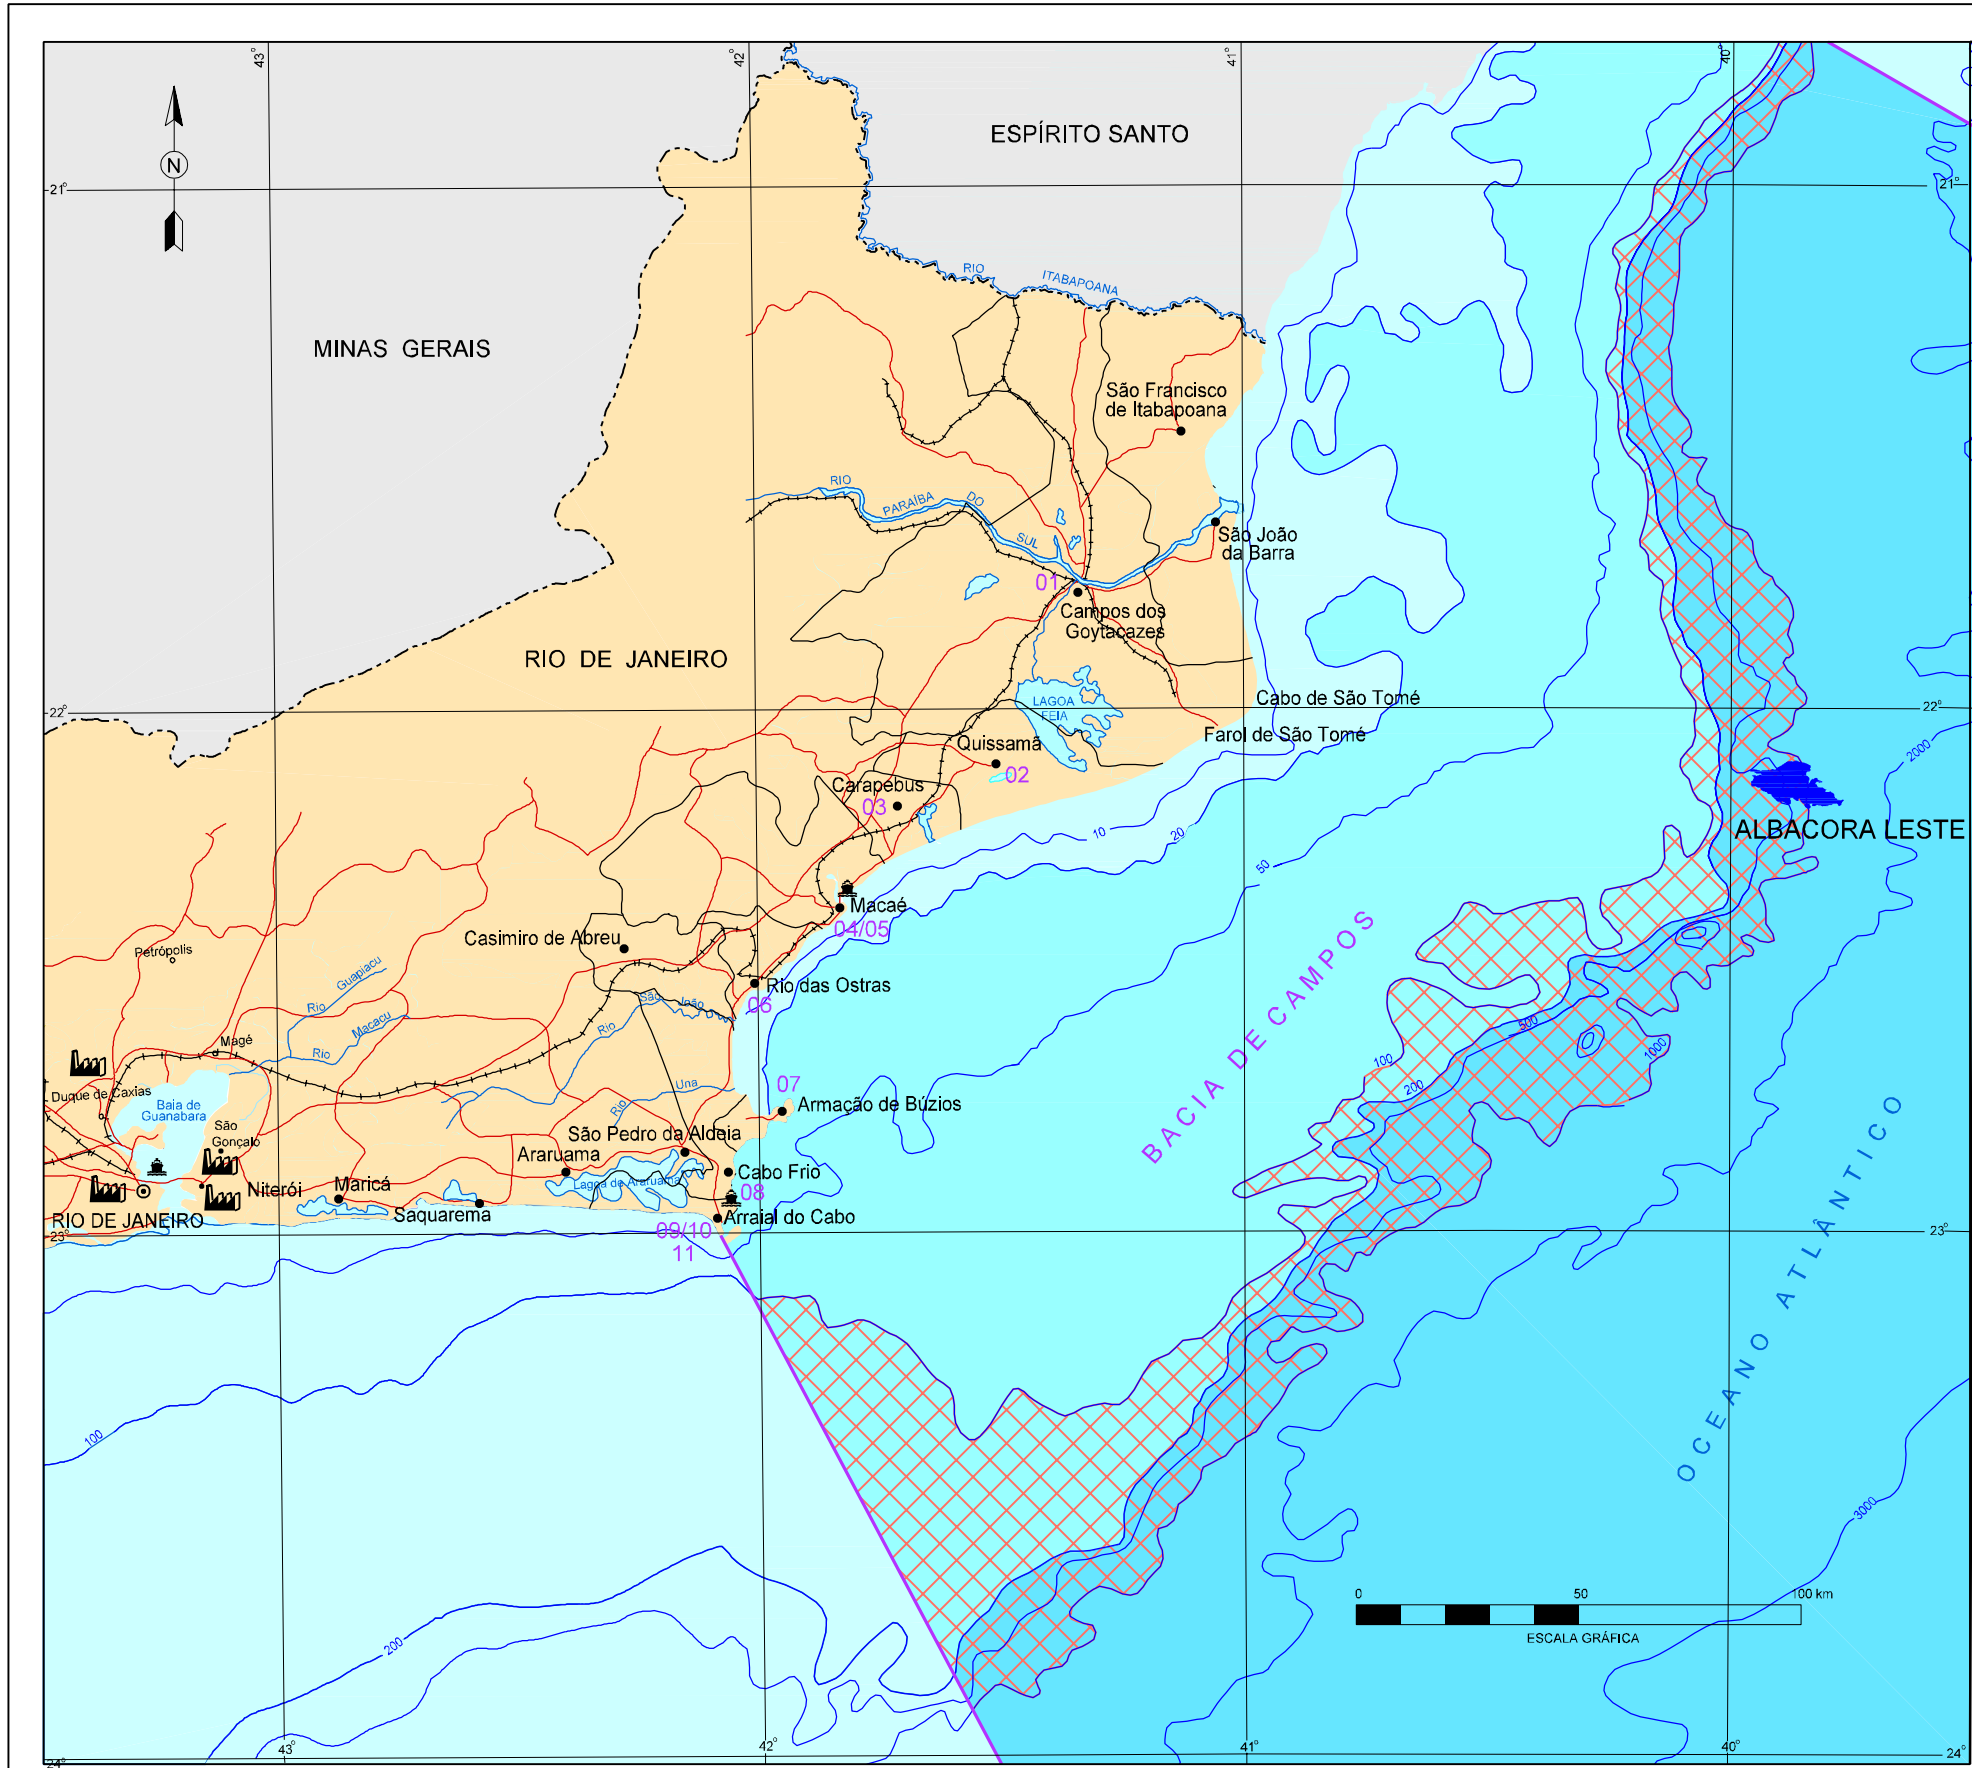 43°
42°
41°
40°
N
ESPÍRITO SANTO
21°
21°
RIO
ITABAPOANA
MINAS GERAIS
São Francisco
de Itabapoana
RIO
PARAÍBA
DO
SUL
São João
da Barra
01
Campos dos
Goytacazes
RIO DE JANEIRO
LAGOA
FEIA
Cabo de São Tomé
22°
22°
Farol de São Tomé
Quissamã
02
2000
Carapebus
03
10
20
ALBACORA LESTE
50
Macaé
04/05
Casimiro de Abreu
Petrópolis
Rio
Guapiacu
Rio das Ostras
06
Rio
São
João
Rio
Macacu
Magé
BACIA DE CAMPOS
500
1000
100
200
Duque de Caxias
Baia de
Guanabara
Rio
Una
07
Armação de Búzios
São
Gonçalo
São Pedro da Aldeia
Araruama
Lagoa de Araruama
Cabo Frio
08
Niterói
Maricá
Saquarema
Arraial do Cabo
RIO DE JANEIRO
09/10
11
23°
23°
OCEANO ATLÂNTICO
100
3000
200
0
50
100 km
ESCALA GRÁFICA
43°
42°
41°
40°
24°
24°